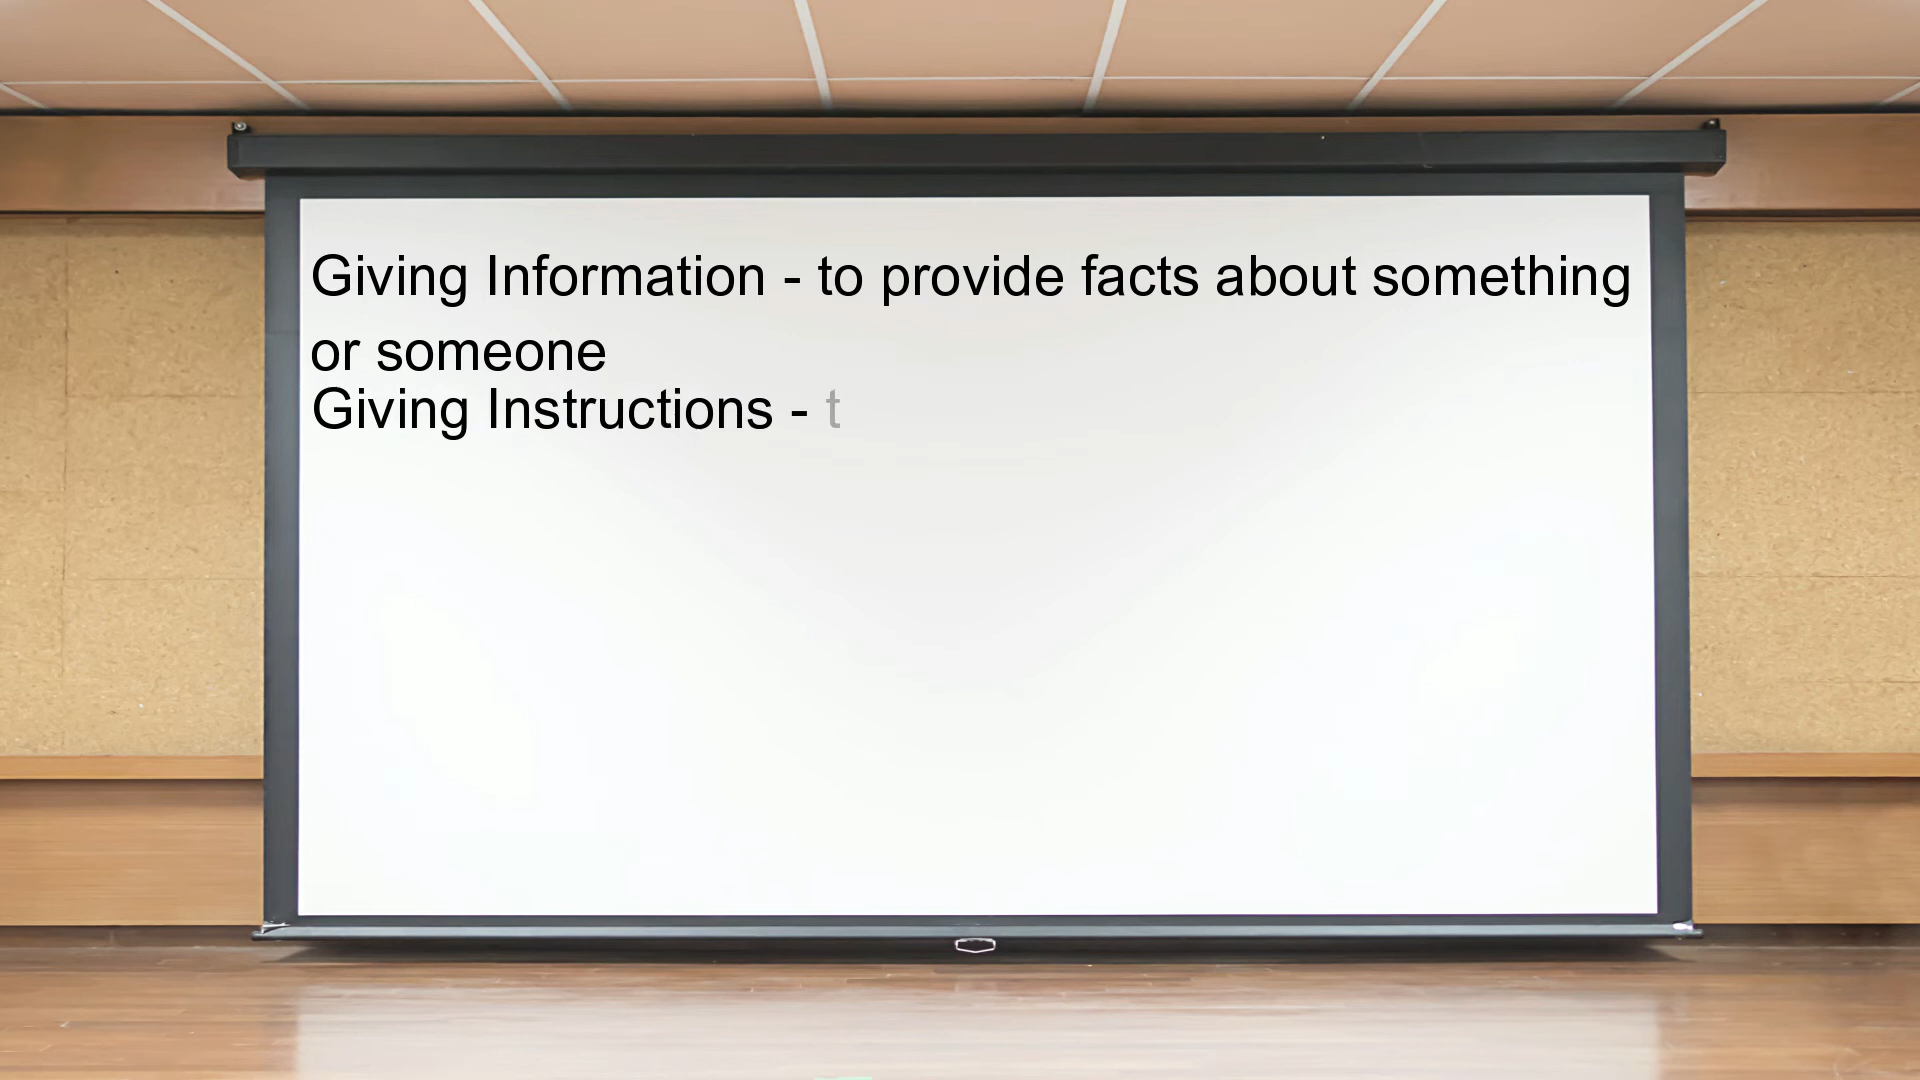 Giving Information - to provide facts about something
or someone
Giving Instructions - t